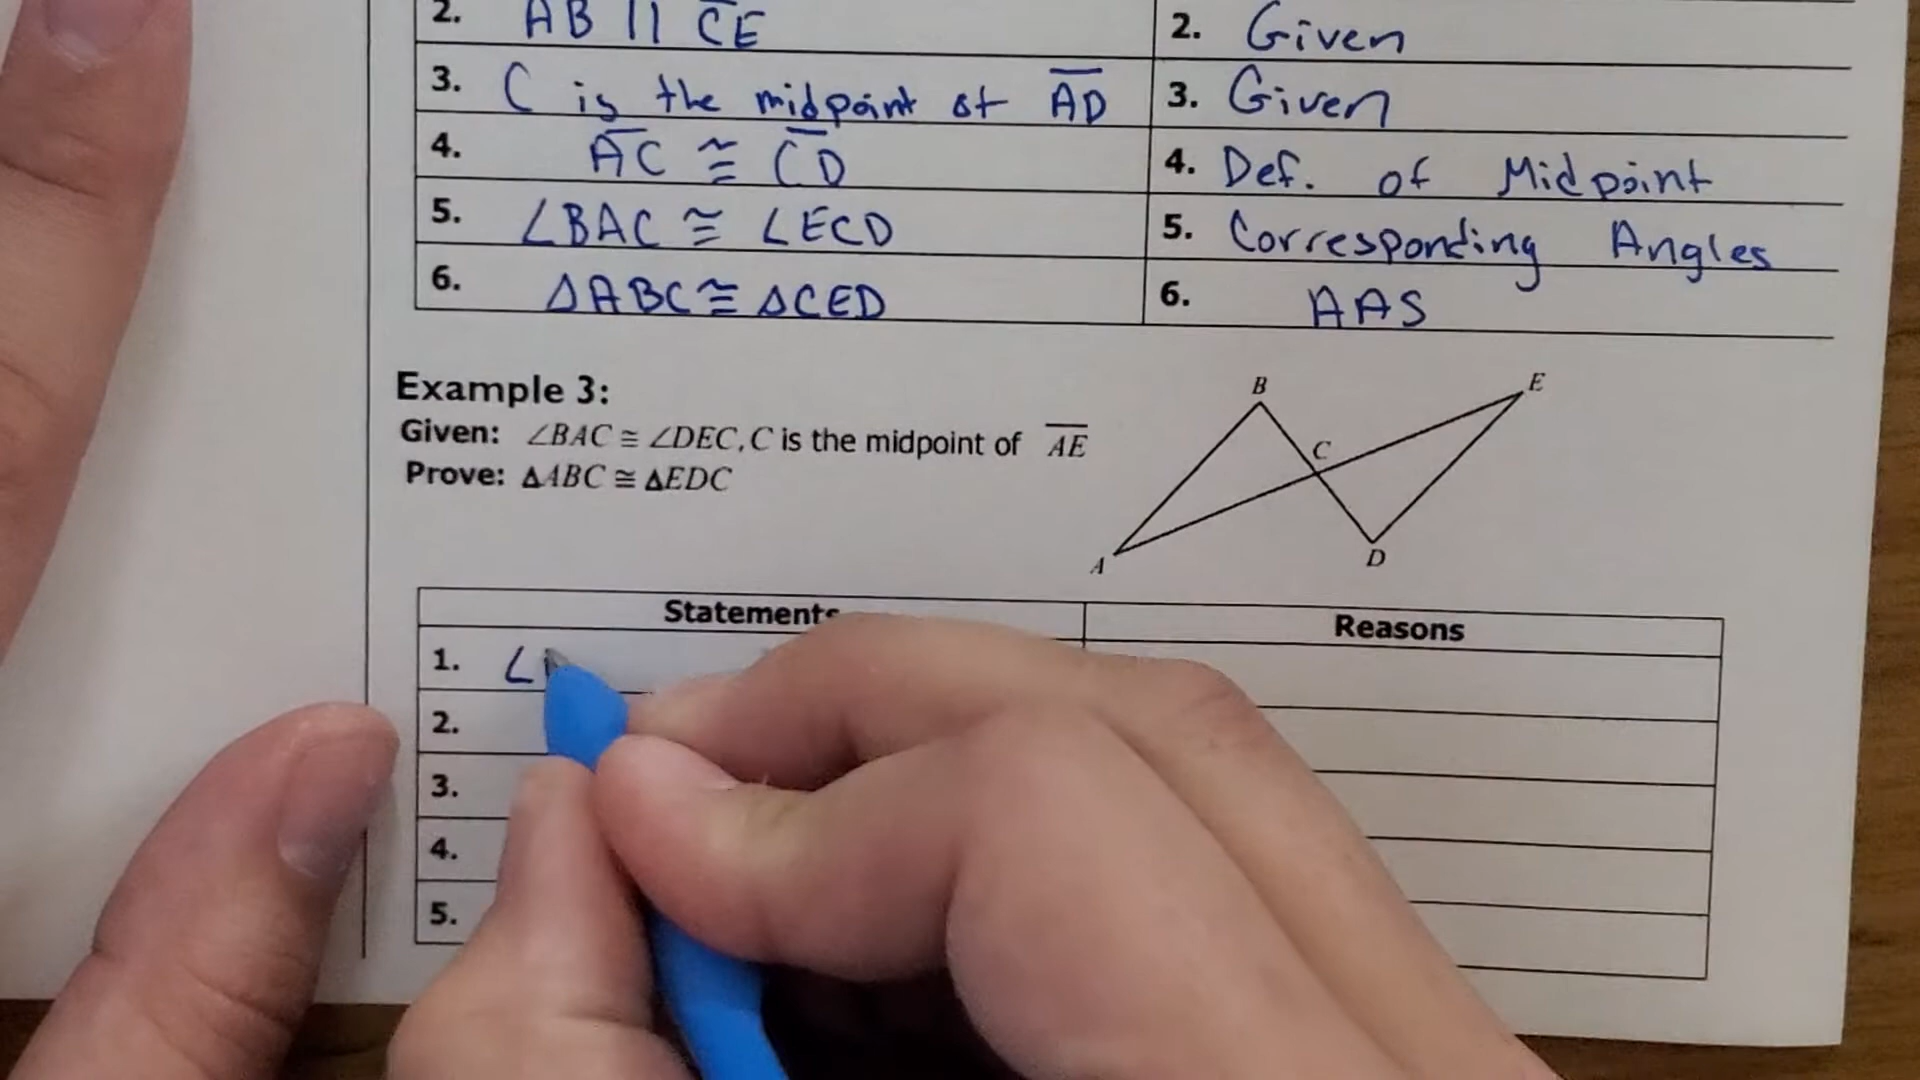 2. AB || CE 2. Given
3. C is the midpoint of AD 3. Given
4. AC ≅ CD 4. Def. of Midpoint
5. ∠BAC ≅ ∠ECD 5. Corresponding Angles
6. ΔABC ≅ ΔCED 6. AAS
Example 3:
Given: ∠BAC ≅ ∠DEC, C is the midpoint of AE
Prove: ΔABC ≅ ΔEDC
B
E
C
A
D
Statements Reasons
1. ∠
2.
3.
4.
5.